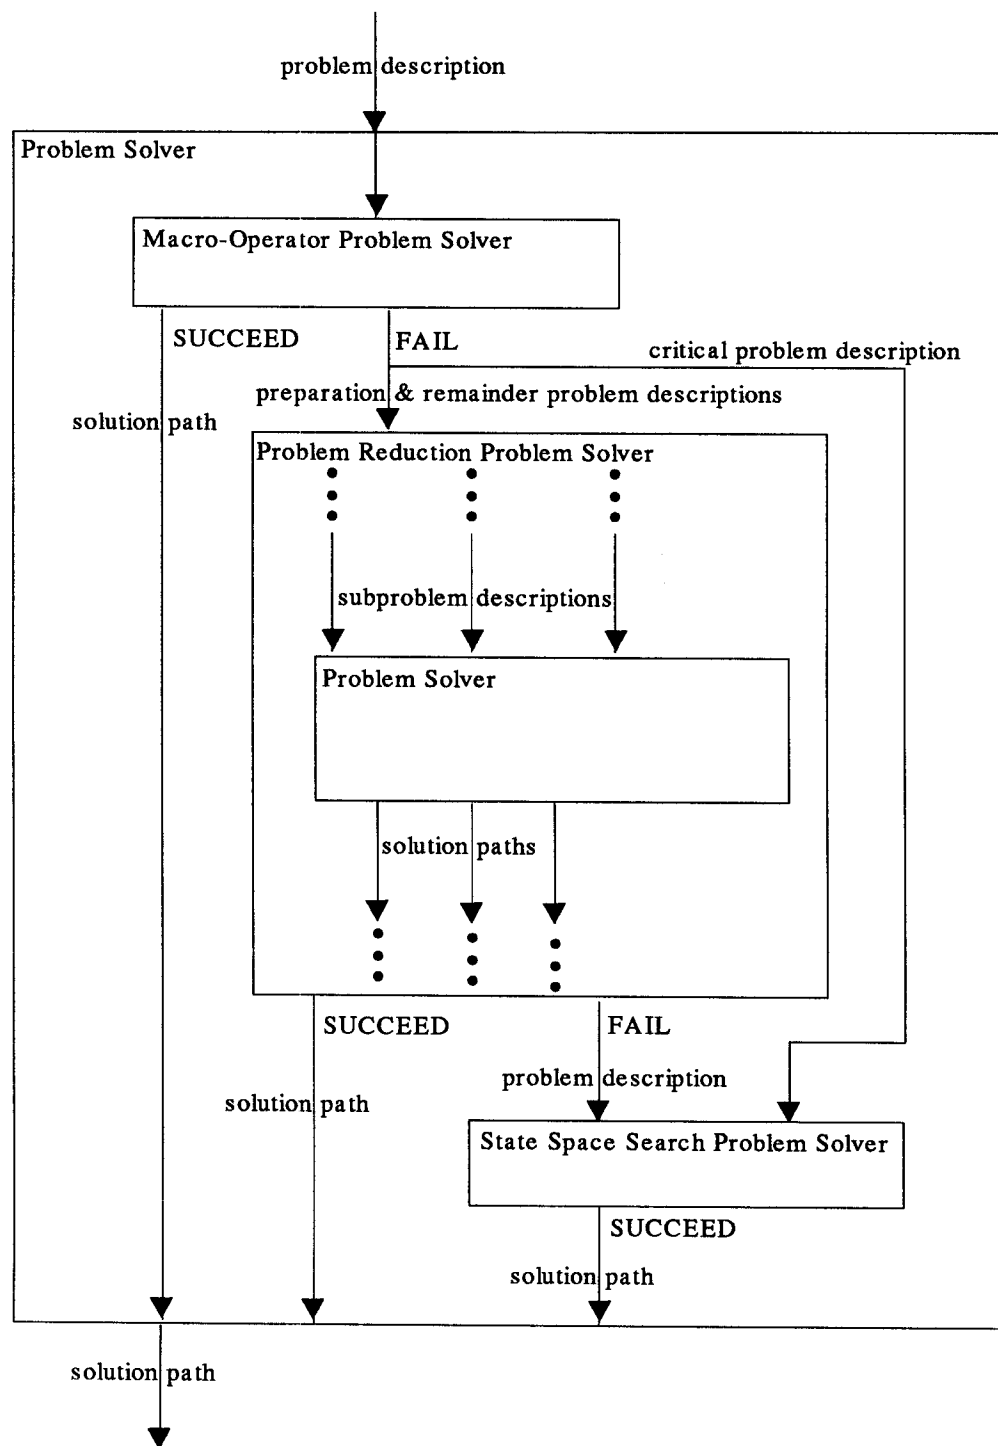 problem description
Problem Solver
Macro-Operator Problem Solver
SUCCEED
FAIL
critical problem description
preparation & remainder problem descriptions
solution path
Problem Reduction Problem Solver
subproblem descriptions
Problem Solver
solution paths
SUCCEED
FAIL
problem description
solution path
State Space Search Problem Solver
SUCCEED
solution path
solution path